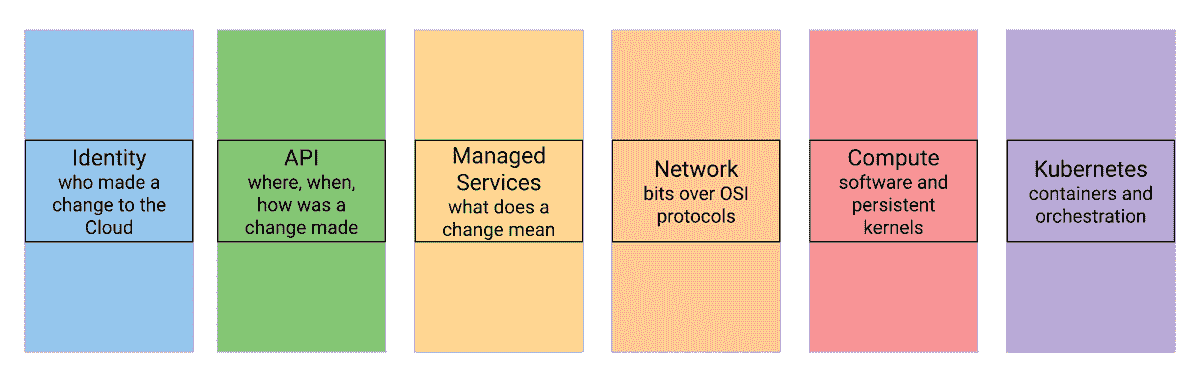 Identity
who made a
change to the
Cloud
API
where, when,
how was a
change made
Managed
Services
what does a
change mean
Network
bits over OSI
protocols
Compute
software and
persistent
kernels
Kubernetes
containers and
orchestration